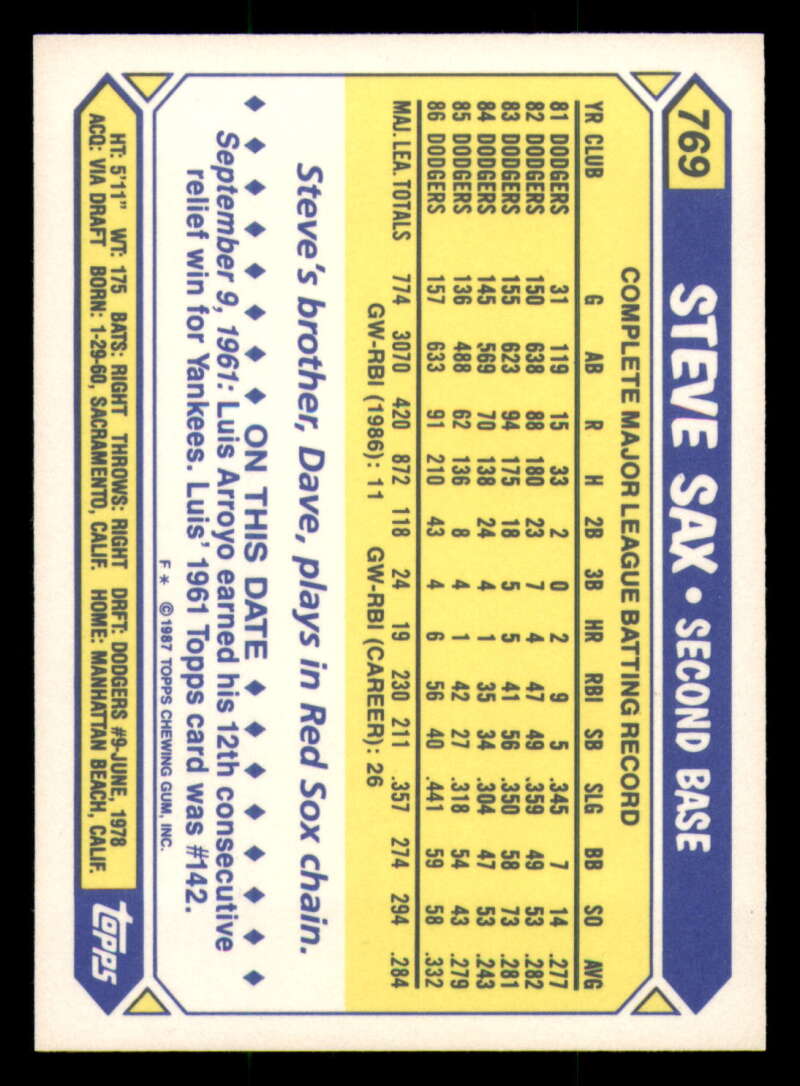 769
STEVE SAX • SECOND BASE
COMPLETE MAJOR LEAGUE BATTING RECORD
YR CLUB G AB R H 2B 3B HR RBI SB SLG BB SO AVG
81 DODGERS 31 119 15 33 2 0 2 9 5 .345 7 14 .277
82 DODGERS 150 638 88 180 23 7 4 47 49 .359 49 53 .282
83 DODGERS 155 623 94 175 18 5 5 41 56 .350 58 73 .281
84 DODGERS 145 569 70 138 24 4 1 35 34 .304 47 53 .243
85 DODGERS 136 488 62 136 8 4 1 42 27 .318 54 43 .279
86 DODGERS 157 633 91 210 43 4 6 56 40 .441 59 58 .332
MAJ. LEA. TOTALS 774 3070 420 872 118 24 19 230 211 .357 274 294 .284
GW-RBI (1986): 11 GW-RBI (CAREER): 26
Steve's brother, Dave, plays in Red Sox chain.
◆ ◆ ◆ ◆ ◆ ◆ ◆ ON THIS DATE ◆ ◆ ◆ ◆ ◆ ◆ ◆
September 9, 1961: Luis Arroyo earned his 12th consecutive
relief win for Yankees. Luis' 1961 Topps card was #142.
F * ©1987 TOPPS CHEWING GUM, INC.
HT: 5'11" WT: 175 BATS: RIGHT THROWS: RIGHT DRFT: DODGERS #9-JUNE, 1978
ACQ: VIA DRAFT BORN: 1-29-60, SACRAMENTO, CALIF. HOME: MANHATTAN BEACH, CALIF.
topps